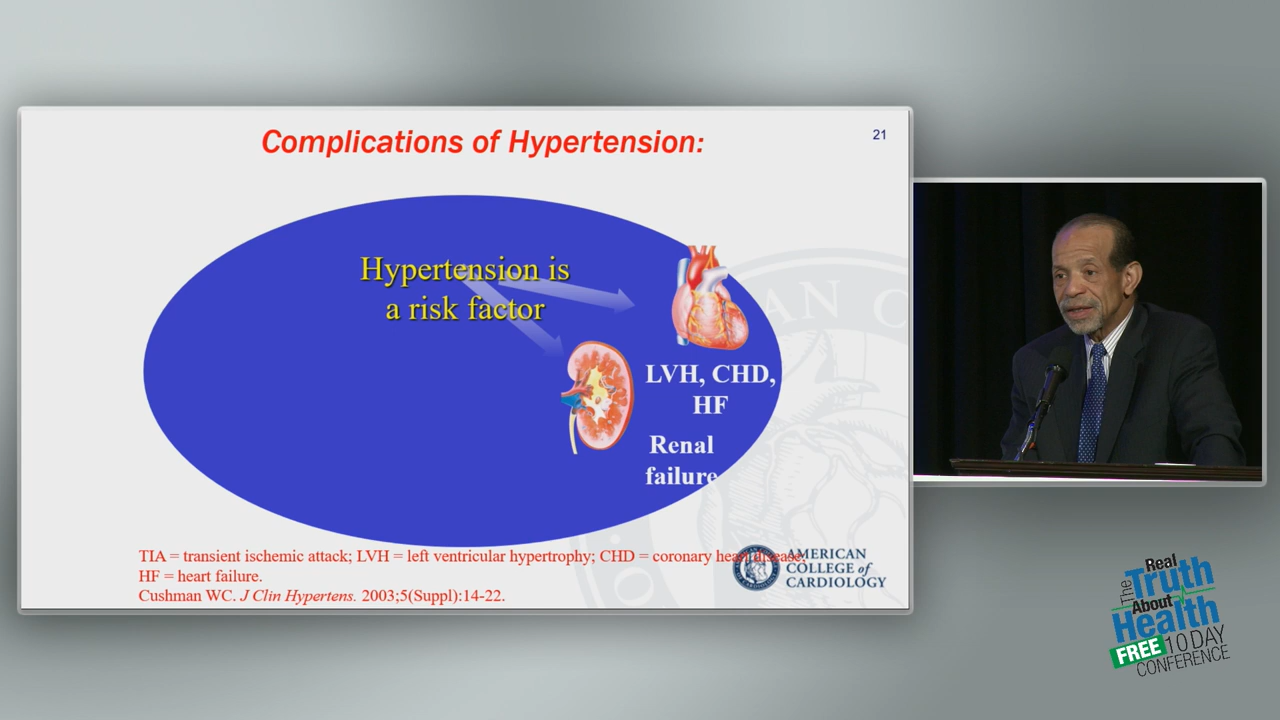 Complications of Hypertension:
21
Hypertension is
a risk factor
LVH, CHD,
HF
Renal
failure
TIA = transient ischemic attack; LVH = left ventricular hypertrophy; CHD = coronary heart disease;
HF = heart failure.
Cushman WC. J Clin Hypertens. 2003;5(Suppl):14-22.
AMERICAN
COLLEGE of
CARDIOLOGY
The Real
Truth
About
Health
FREE 10 DAY
CONFERENCE